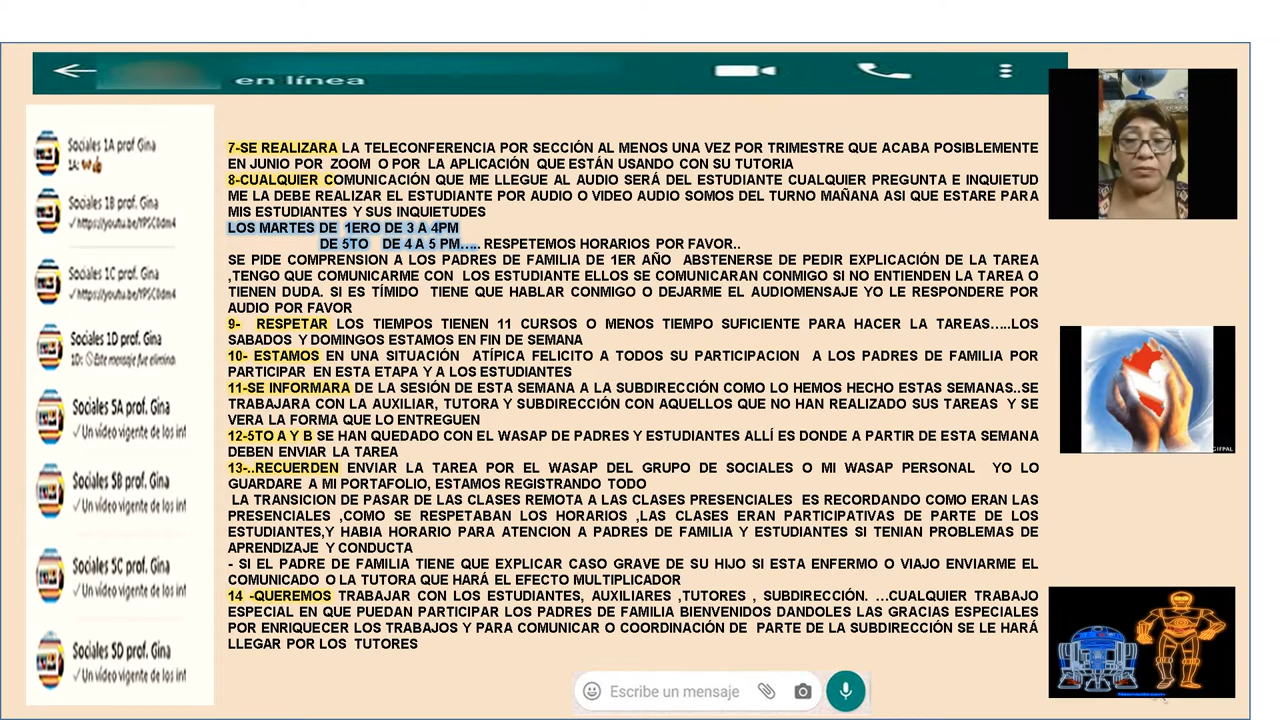 en línea
Sociales 1A prof Gina
1A:
Sociales 1B prof Gina
✓https://youtu.be/YPSC0dm4
Sociales 1C prof Gina
✓https://youtu.be/YPSC0dm4
Sociales 1D prof Gina
1D: Este mensaje fue elimina
Sociales 5A prof. Gina
✓Un vídeo vigente de los int
Sociales 5B prof. Gina
✓Un vídeo vigente de los int
Sociales 5C prof. Gina
✓Un vídeo vigente de los int
Sociales 5D prof. Gina
✓Un vídeo vigente de los int
7-SE REALIZARA LA TELECONFERENCIA POR SECCIÓN AL MENOS UNA VEZ POR TRIMESTRE QUE ACABA POSIBLEMENTE
EN JUNIO POR ZOOM O POR LA APLICACIÓN QUE ESTÁN USANDO CON SU TUTORIA
8-CUALQUIER COMUNICACIÓN QUE ME LLEGUE AL AUDIO SERÁ DEL ESTUDIANTE CUALQUIER PREGUNTA E INQUIETUD
ME LA DEBE REALIZAR EL ESTUDIANTE POR AUDIO O VIDEO AUDIO SOMOS DEL TURNO MAÑANA ASI QUE ESTARE PARA
MIS ESTUDIANTES Y SUS INQUIETUDES
LOS MARTES DE 1ERO DE 3 A 4PM
DE 5TO DE 4 A 5 PM….. RESPETEMOS HORARIOS POR FAVOR..
SE PIDE COMPRENSION A LOS PADRES DE FAMILIA DE 1ER AÑO ABSTENERSE DE PEDIR EXPLICACIÓN DE LA TAREA
,TENGO QUE COMUNICARME CON LOS ESTUDIANTE ELLOS SE COMUNICARAN CONMIGO SI NO ENTIENDEN LA TAREA O
TIENEN DUDA. SI ES TÍMIDO TIENE QUE HABLAR CONMIGO O DEJARME EL AUDIOMENSAJE YO LE RESPONDERE POR
AUDIO POR FAVOR
9- RESPETAR LOS TIEMPOS TIENEN 11 CURSOS O MENOS TIEMPO SUFICIENTE PARA HACER LA TAREAS…..LOS
SABADOS Y DOMINGOS ESTAMOS EN FIN DE SEMANA
10- ESTAMOS EN UNA SITUACIÓN ATÍPICA FELICITO A TODOS SU PARTICIPACION A LOS PADRES DE FAMILIA POR
PARTICIPAR EN ESTA ETAPA Y A LOS ESTUDIANTES
11-SE INFORMARA DE LA SESIÓN DE ESTA SEMANA A LA SUBDIRECCIÓN COMO LO HEMOS HECHO ESTAS SEMANAS..SE
TRABAJARA CON LA AUXILIAR, TUTORA Y SUBDIRECCIÓN CON AQUELLOS QUE NO HAN REALIZADO SUS TAREAS Y SE
VERA LA FORMA QUE LO ENTREGUEN
12-5TO A Y B SE HAN QUEDADO CON EL WASAP DE PADRES Y ESTUDIANTES ALLÍ ES DONDE A PARTIR DE ESTA SEMANA
DEBEN ENVIAR LA TAREA
13-..RECUERDEN ENVIAR LA TAREA POR EL WASAP DEL GRUPO DE SOCIALES O MI WASAP PERSONAL YO LO
GUARDARE A MI PORTAFOLIO, ESTAMOS REGISTRANDO TODO
LA TRANSICION DE PASAR DE LAS CLASES REMOTA A LAS CLASES PRESENCIALES ES RECORDANDO COMO ERAN LAS
PRESENCIALES ,COMO SE RESPETABAN LOS HORARIOS ,LAS CLASES ERAN PARTICIPATIVAS DE PARTE DE LOS
ESTUDIANTES,Y HABIA HORARIO PARA ATENCION A PADRES DE FAMILIA Y ESTUDIANTES SI TENIAN PROBLEMAS DE
APRENDIZAJE Y CONDUCTA
- SI EL PADRE DE FAMILIA TIENE QUE EXPLICAR CASO GRAVE DE SU HIJO SI ESTA ENFERMO O VIAJO ENVIARME EL
COMUNICADO O LA TUTORA QUE HARÁ EL EFECTO MULTIPLICADOR
14 -QUEREMOS TRABAJAR CON LOS ESTUDIANTES, AUXILIARES ,TUTORES , SUBDIRECCIÓN. …CUALQUIER TRABAJO
ESPECIAL EN QUE PUEDAN PARTICIPAR LOS PADRES DE FAMILIA BIENVENIDOS DANDOLES LAS GRACIAS ESPECIALES
POR ENRIQUECER LOS TRABAJOS Y PARA COMUNICAR O COORDINACIÓN DE PARTE DE LA SUBDIRECCIÓN SE LE HARÁ
LLEGAR POR LOS TUTORES
GIFPAL
Escribe un mensaje